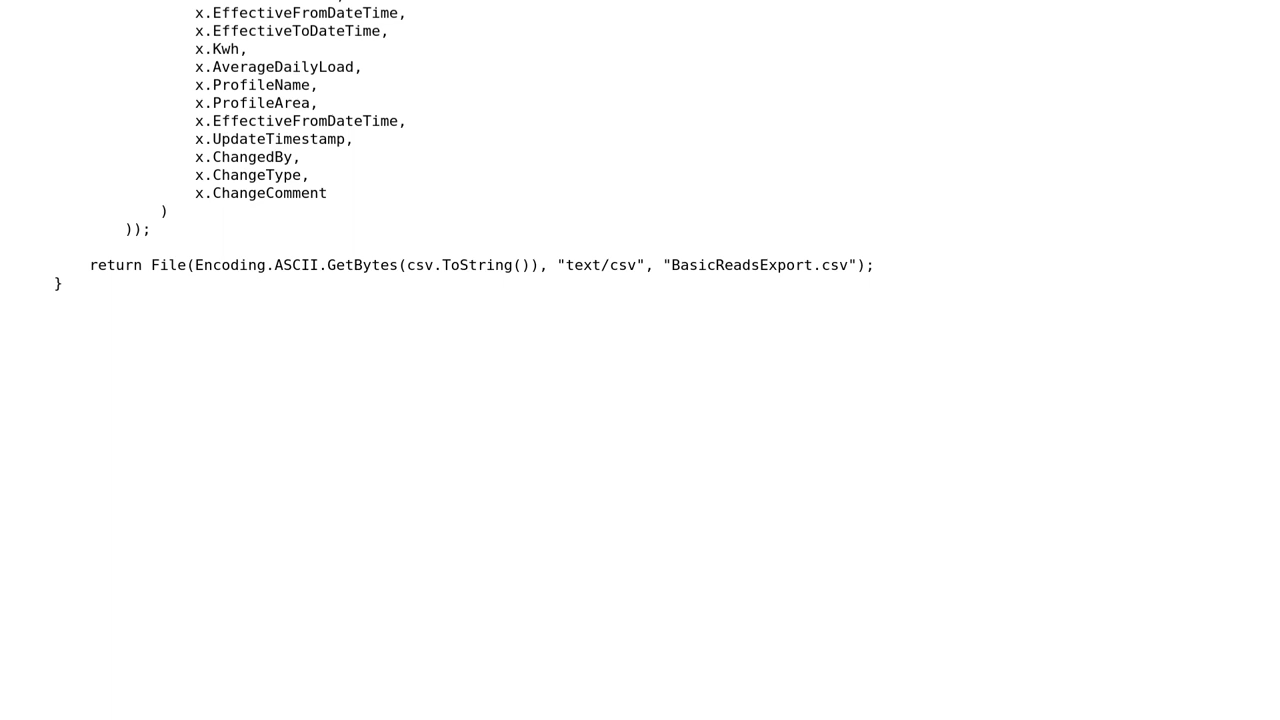 x.EffectiveFromDateTime,
x.EffectiveToDateTime,
x.Kwh,
x.AverageDailyLoad,
x.ProfileName,
x.ProfileArea,
x.EffectiveFromDateTime,
x.UpdateTimestamp,
x.ChangedBy,
x.ChangeType,
x.ChangeComment
)
));
return File(Encoding.ASCII.GetBytes(csv.ToString()), "text/csv", "BasicReadsExport.csv");
}